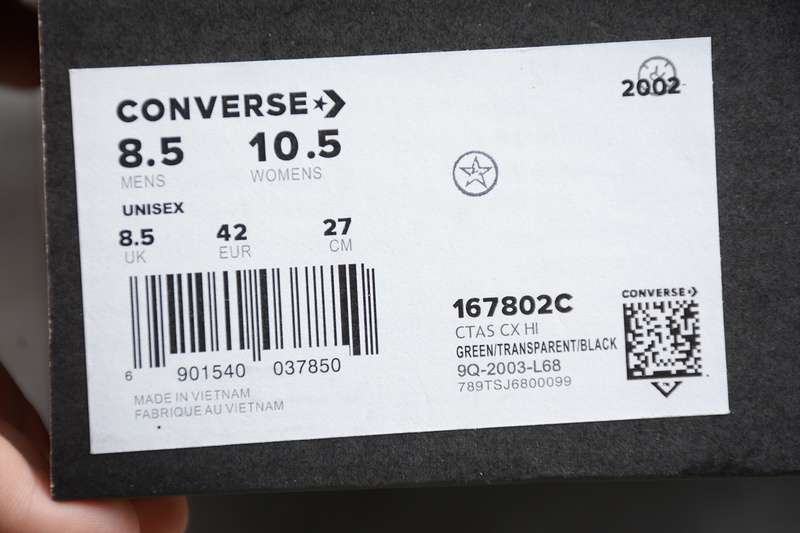 CONVERSE
2002
8.5 10.5
MENS WOMENS
UNISEX
8.5 42 27
UK EUR CM
6 901540 037850
MADE IN VIETNAM
FABRIQUE AU VIETNAM
167802C
CTAS CX HI
GREEN/TRANSPARENT/BLACK
9Q-2003-L68
789TSJ6800099
CONVERSE